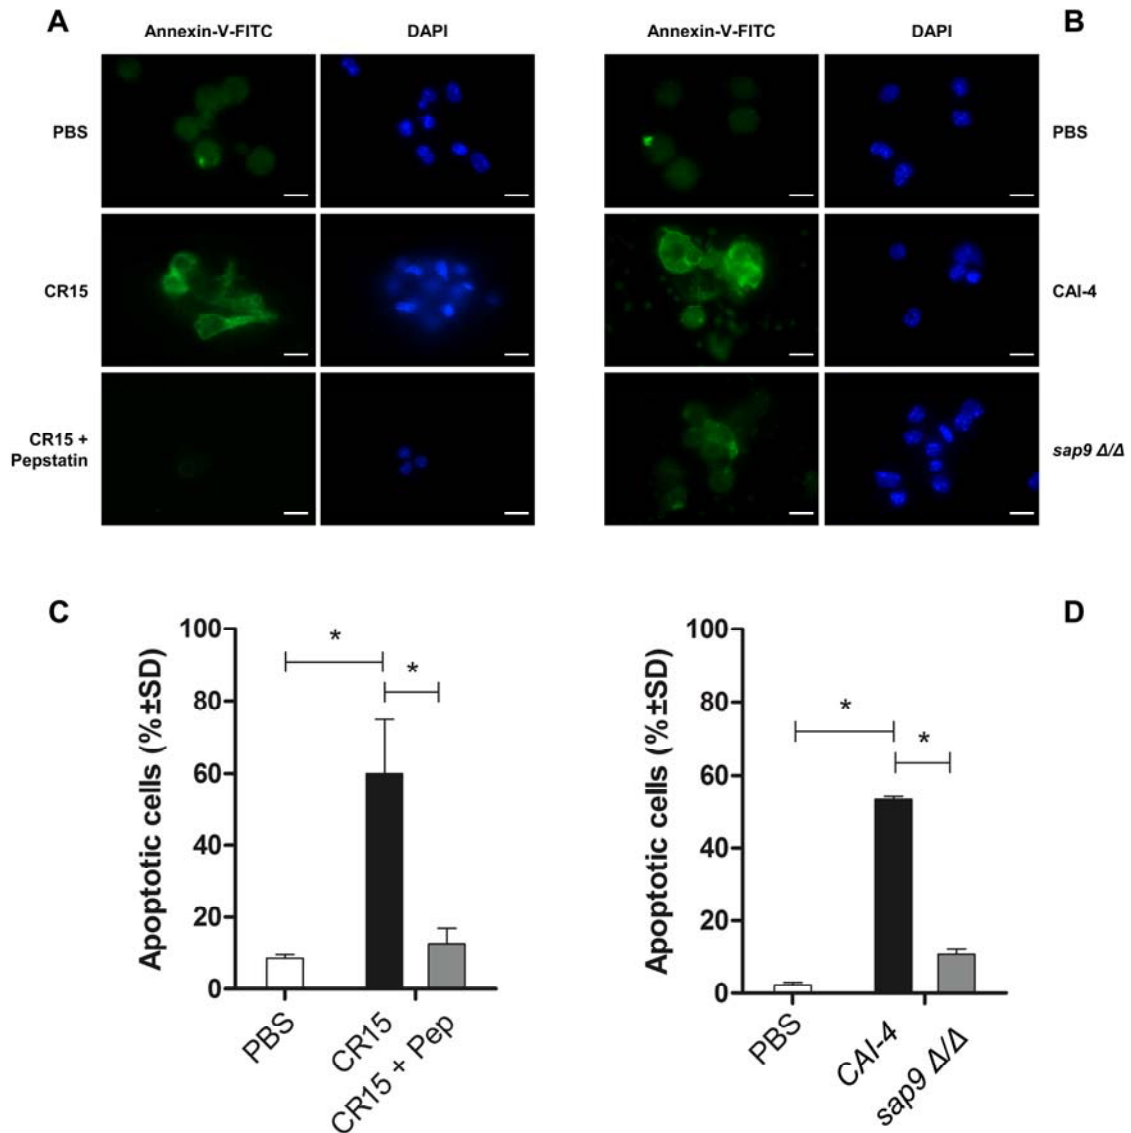 A
B
Annexin-V-FITC
DAPI
Annexin-V-FITC
DAPI
PBS
PBS
CR15
CAI-4
CR15 +
Pepstatin
sap9 Δ/Δ
C
D
Apoptotic cells (%±SD)
100
80
60
40
20
0
*
*
PBS
CR15
CR15 + Pep
Apoptotic cells (%±SD)
100
80
60
40
20
0
*
*
PBS
CAI-4
sap9 Δ/Δ